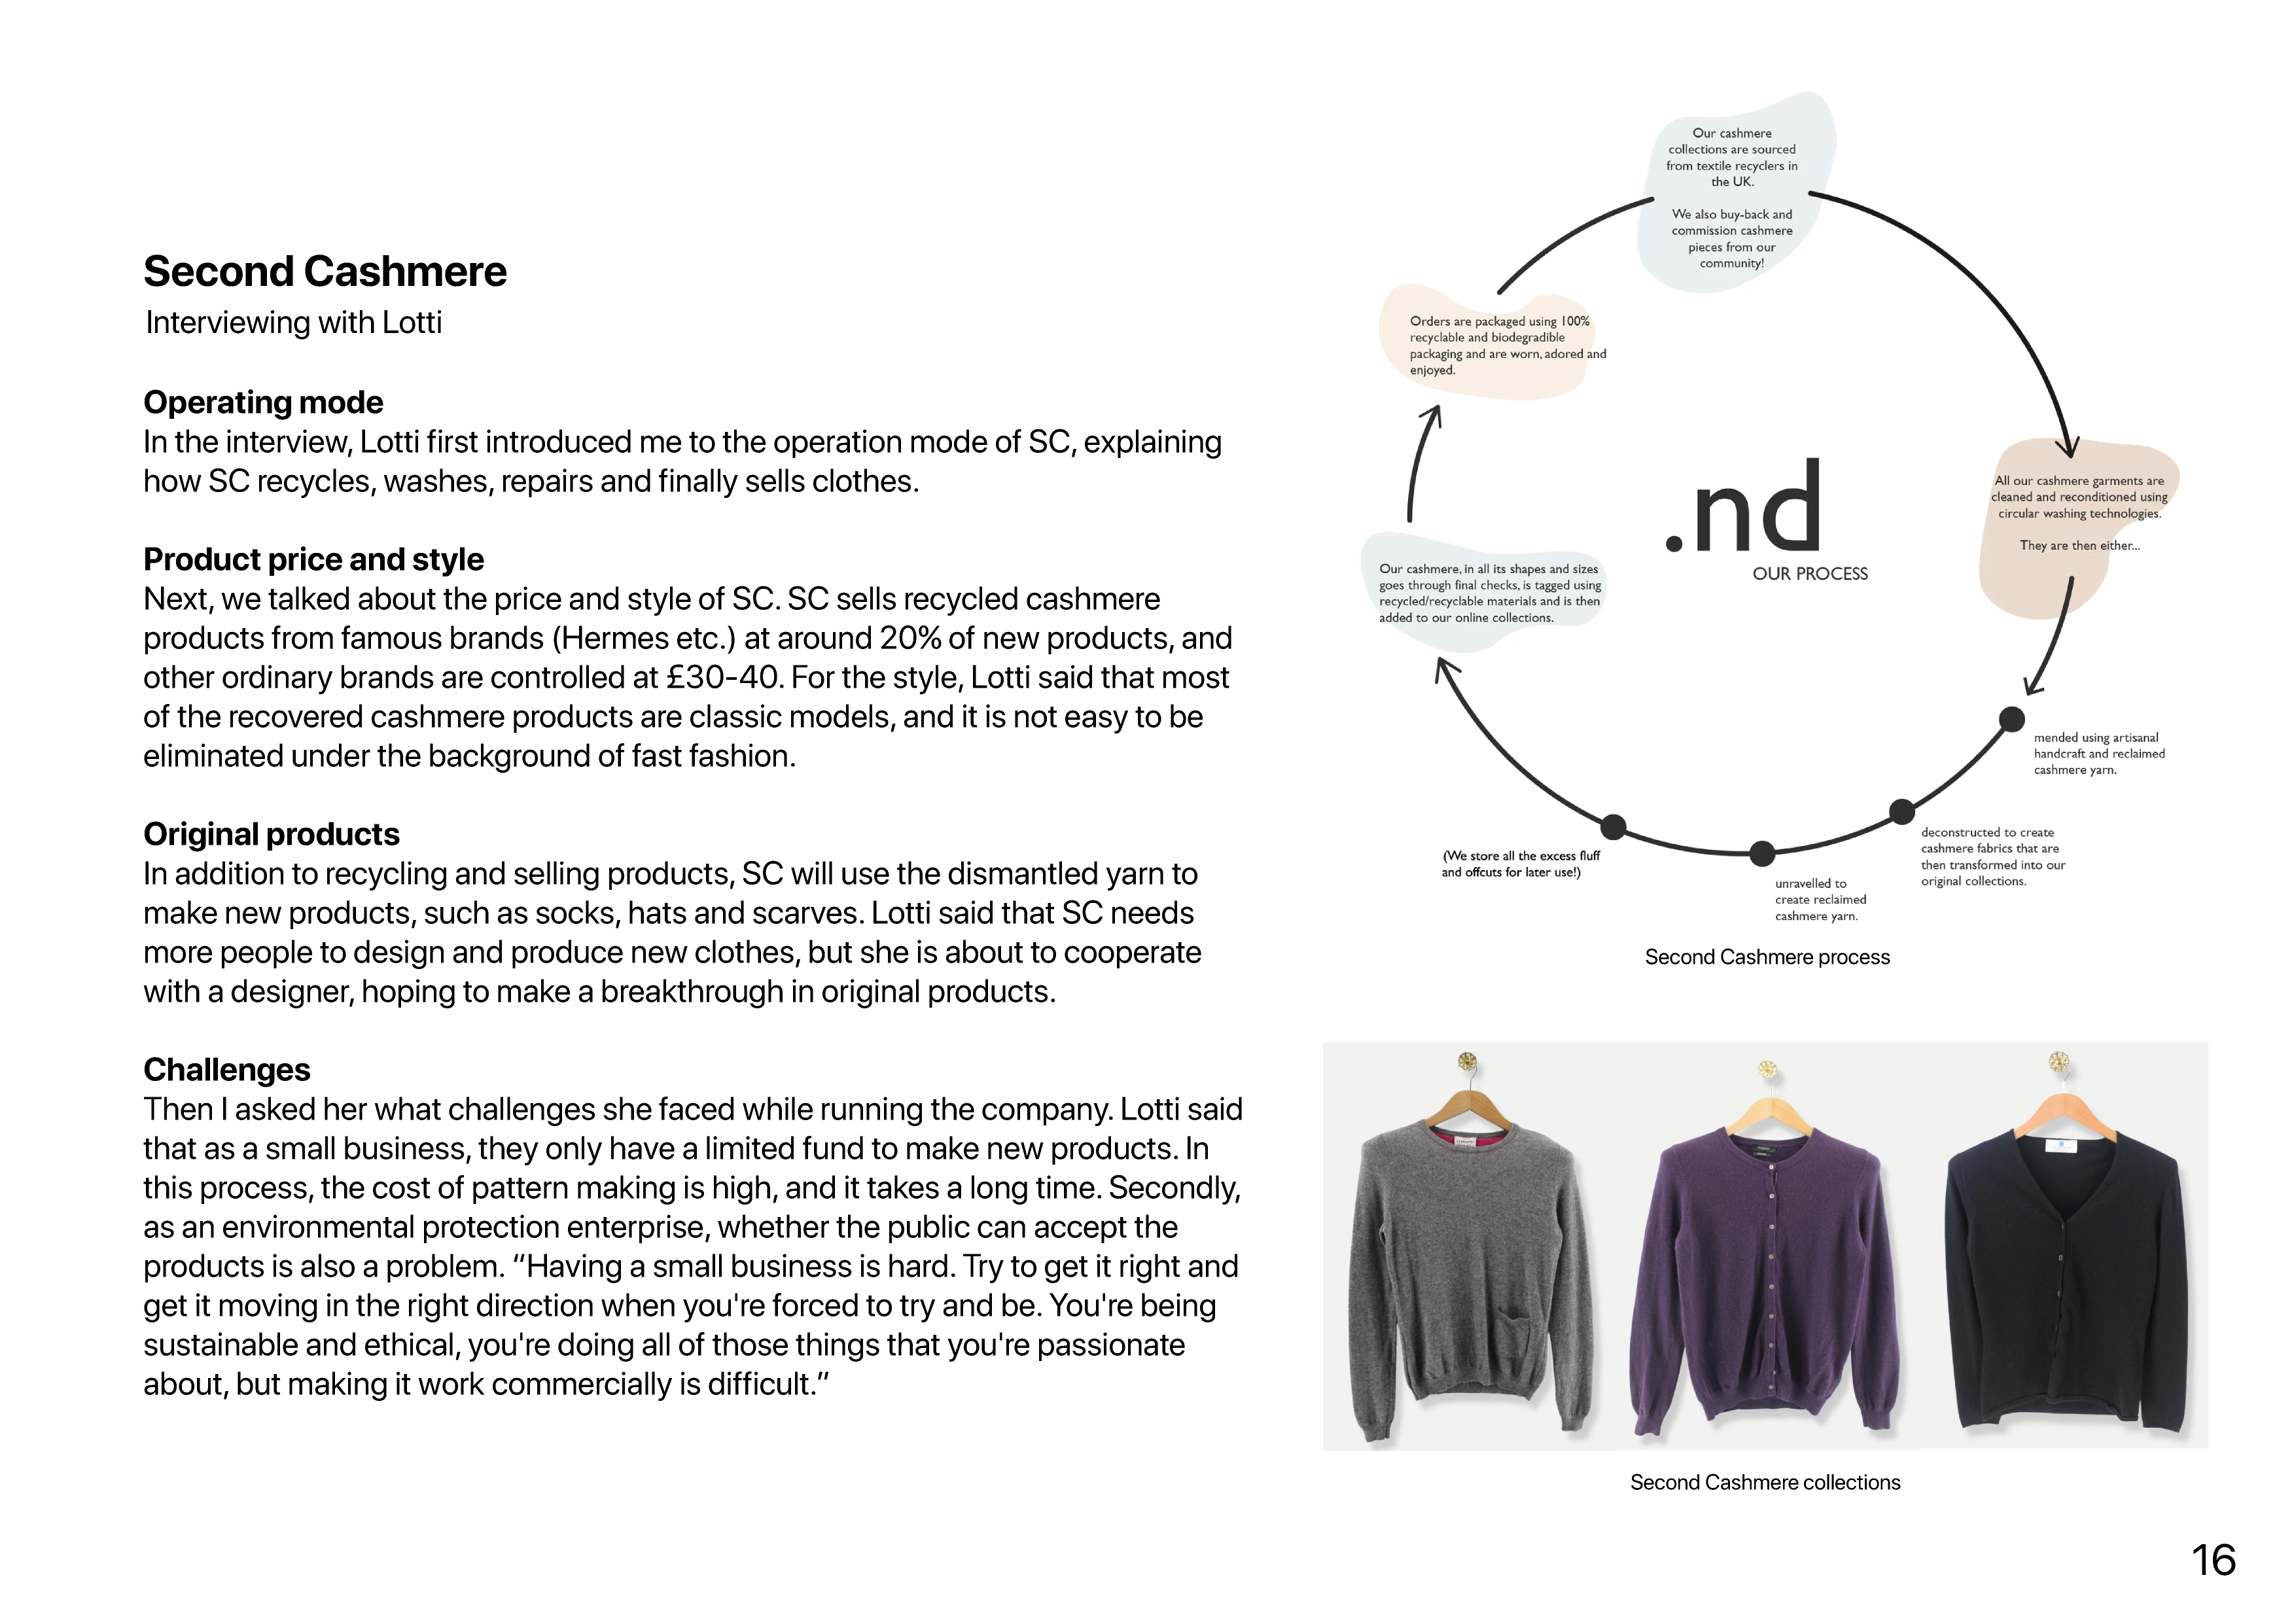 Second Cashmere
Interviewing with Lotti
Operating mode
In the interview, Lotti first introduced me to the operation mode of SC, explaining
how SC recycles, washes, repairs and finally sells clothes.
Product price and style
Next, we talked about the price and style of SC. SC sells recycled cashmere
products from famous brands (Hermes etc.) at around 20% of new products, and
other ordinary brands are controlled at £30-40. For the style, Lotti said that most
of the recovered cashmere products are classic models, and it is not easy to be
eliminated under the background of fast fashion.
Original products
In addition to recycling and selling products, SC will use the dismantled yarn to
make new products, such as socks, hats and scarves. Lotti said that SC needs
more people to design and produce new clothes, but she is about to cooperate
with a designer, hoping to make a breakthrough in original products.
Challenges
Then I asked her what challenges she faced while running the company. Lotti said
that as a small business, they only have a limited fund to make new products. In
this process, the cost of pattern making is high, and it takes a long time. Secondly,
as an environmental protection enterprise, whether the public can accept the
products is also a problem. “Having a small business is hard. Try to get it right and
get it moving in the right direction when you're forced to try and be. You're being
sustainable and ethical, you're doing all of those things that you're passionate
about, but making it work commercially is difficult.”
Our cashmere
collections are sourced
from textile recyclers in
the UK.
We also buy-back and
commission cashmere
pieces from our
community!
All our cashmere garments are
cleaned and reconditioned using
circular washing technologies.
They are then either...
mended using artisanal
handcraft and reclaimed
cashmere yarn.
deconstructed to create
cashmere fabrics that are
then transformed into our
original collections.
unravelled to
create reclaimed
cashmere yarn.
(We store all the excess fluff
and offcuts for later use!)
Our cashmere, in all its shapes and sizes
goes through final checks, is tagged using
recycled/recyclable materials and is then
added to our online collections.
Orders are packaged using 100%
recyclable and biodegradible
packaging and are worn, adored and
enjoyed.
.nd
OUR PROCESS
Second Cashmere process
Second Cashmere collections
16